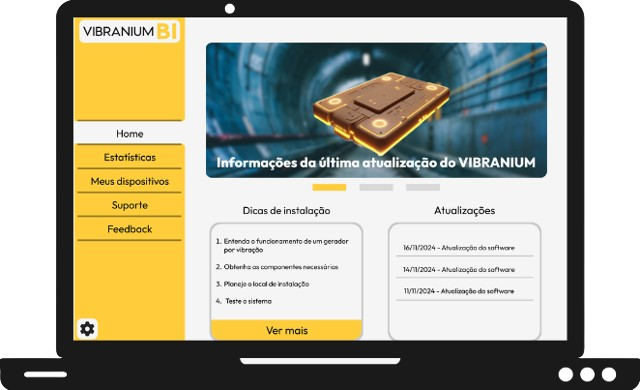 VIBRANIUM BI
Home
Estatísticas
Meus dispositivos
Suporte
Feedback
Informações da última atualização do VIBRANIUM
Dicas de instalação
1. Entenda o funcionamento de um gerador
por vibração
2. Obtenha os componentes necessários
3. Planeje o local de instalação
4. Teste o sistema
Ver mais
Atualizações
16/11/2024 - Atualização do software
14/11/2024 - Atualização do software
11/11/2024 - Atualização do software